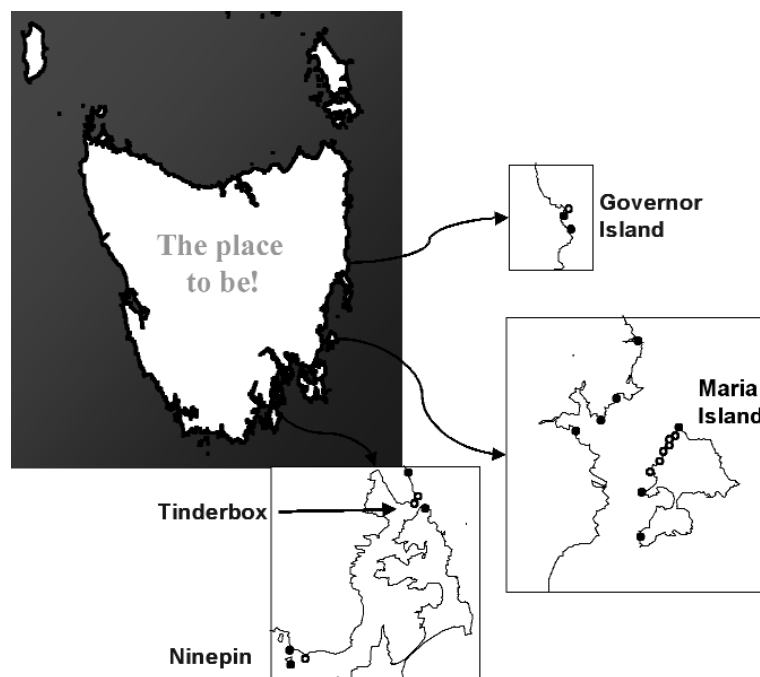 The place
to be!
Governor
Island
Maria
Island
Tinderbox
Ninepin